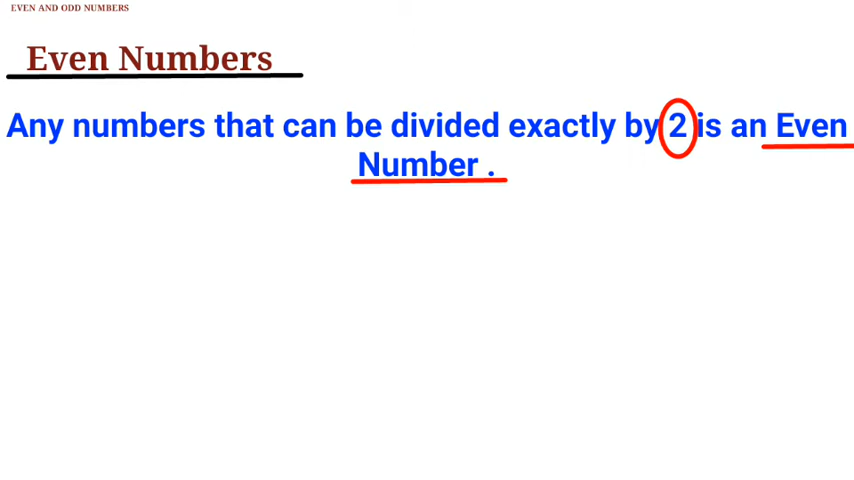 EVEN AND ODD NUMBERS
Even Numbers
Any numbers that can be divided exactly by 2 is an Even
Number .